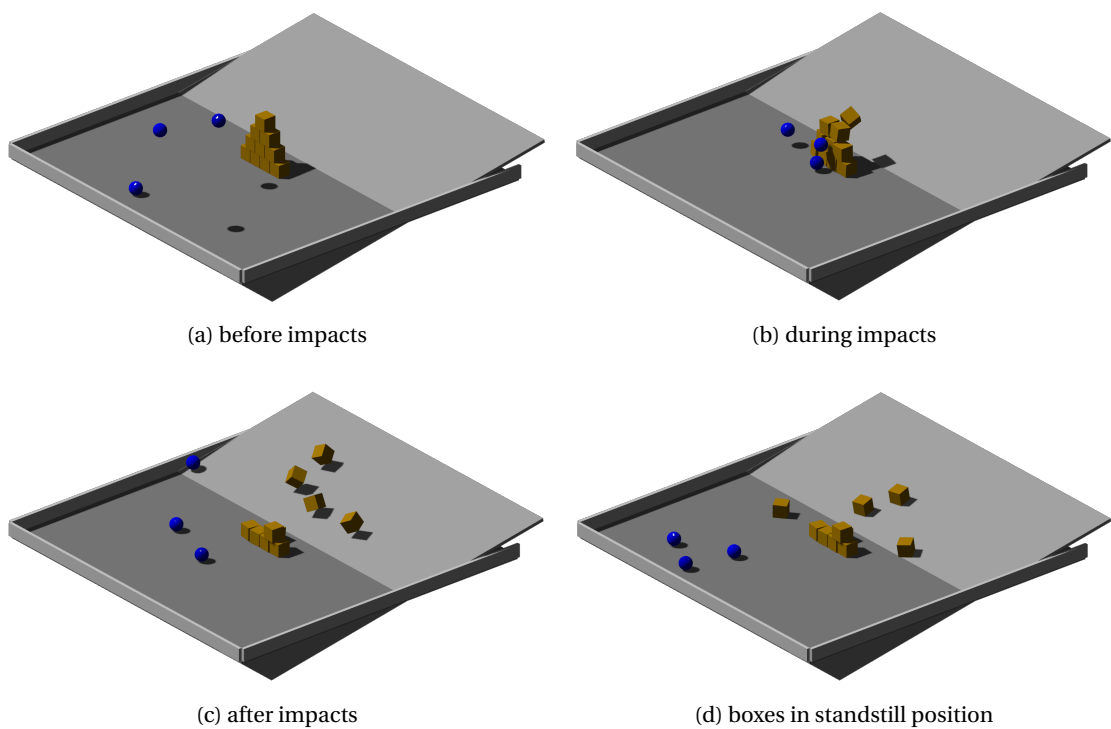 (a) before impacts
(b) during impacts
(c) after impacts
(d) boxes in standstill position